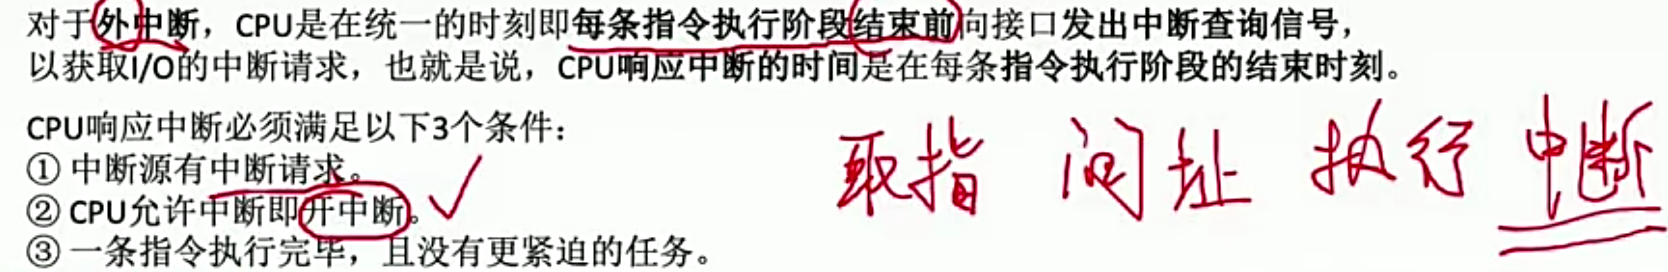 对于外中断，CPU是在统一的时刻即每条指令执行阶段结束前向接口发出中断查询信号，
以获取I/O的中断请求，也就是说，CPU响应中断的时间是在每条指令执行阶段的结束时刻。
CPU响应中断必须满足以下3个条件：
① 中断源有中断请求。
② CPU允许中断即开中断。
③ 一条指令执行完毕，且没有更紧迫的任务。
取指 间址 执行 中断